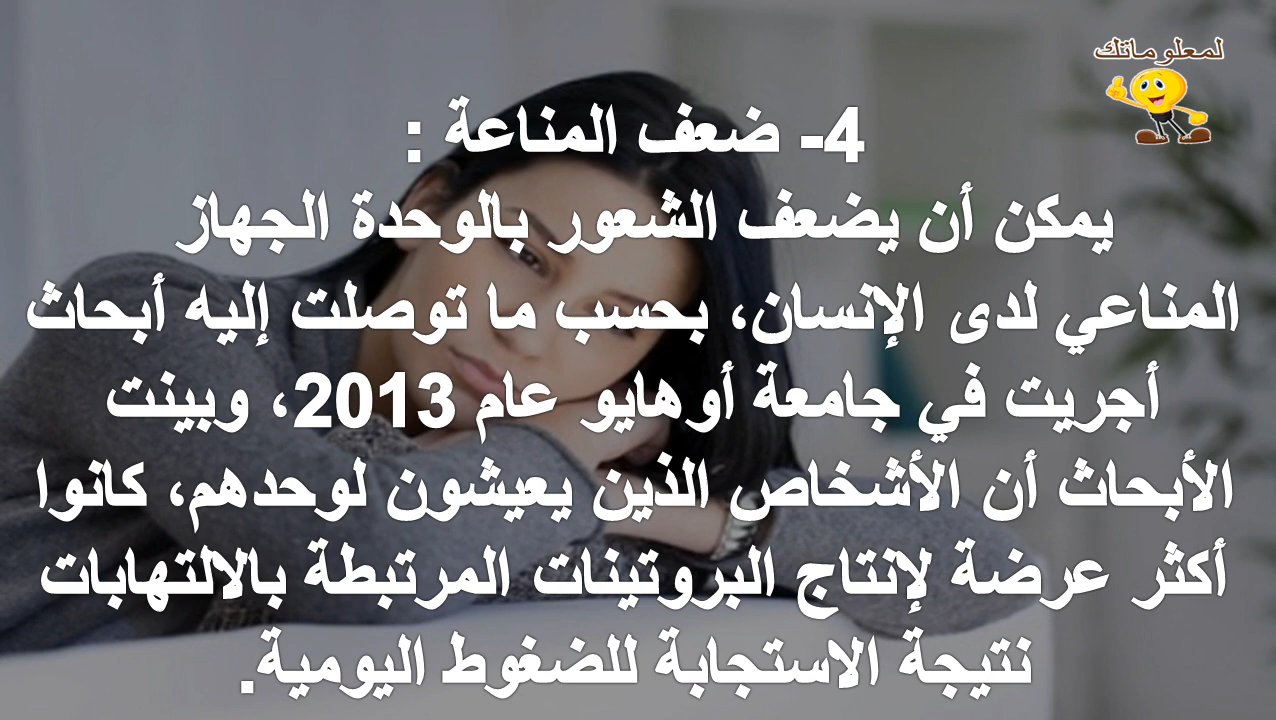 لمعلوماتك
4- ضعف المناعة :
يمكن أن يضعف الشعور بالوحدة الجهاز
المناعي لدى الإنسان، بحسب ما توصلت إليه أبحاث
أجريت في جامعة أوهايو عام 2013، وبينت
الأبحاث أن الأشخاص الذين يعيشون لوحدهم، كانوا
أكثر عرضة لإنتاج البروتينات المرتبطة بالالتهابات
نتيجة الاستجابة للضغوط اليومية.